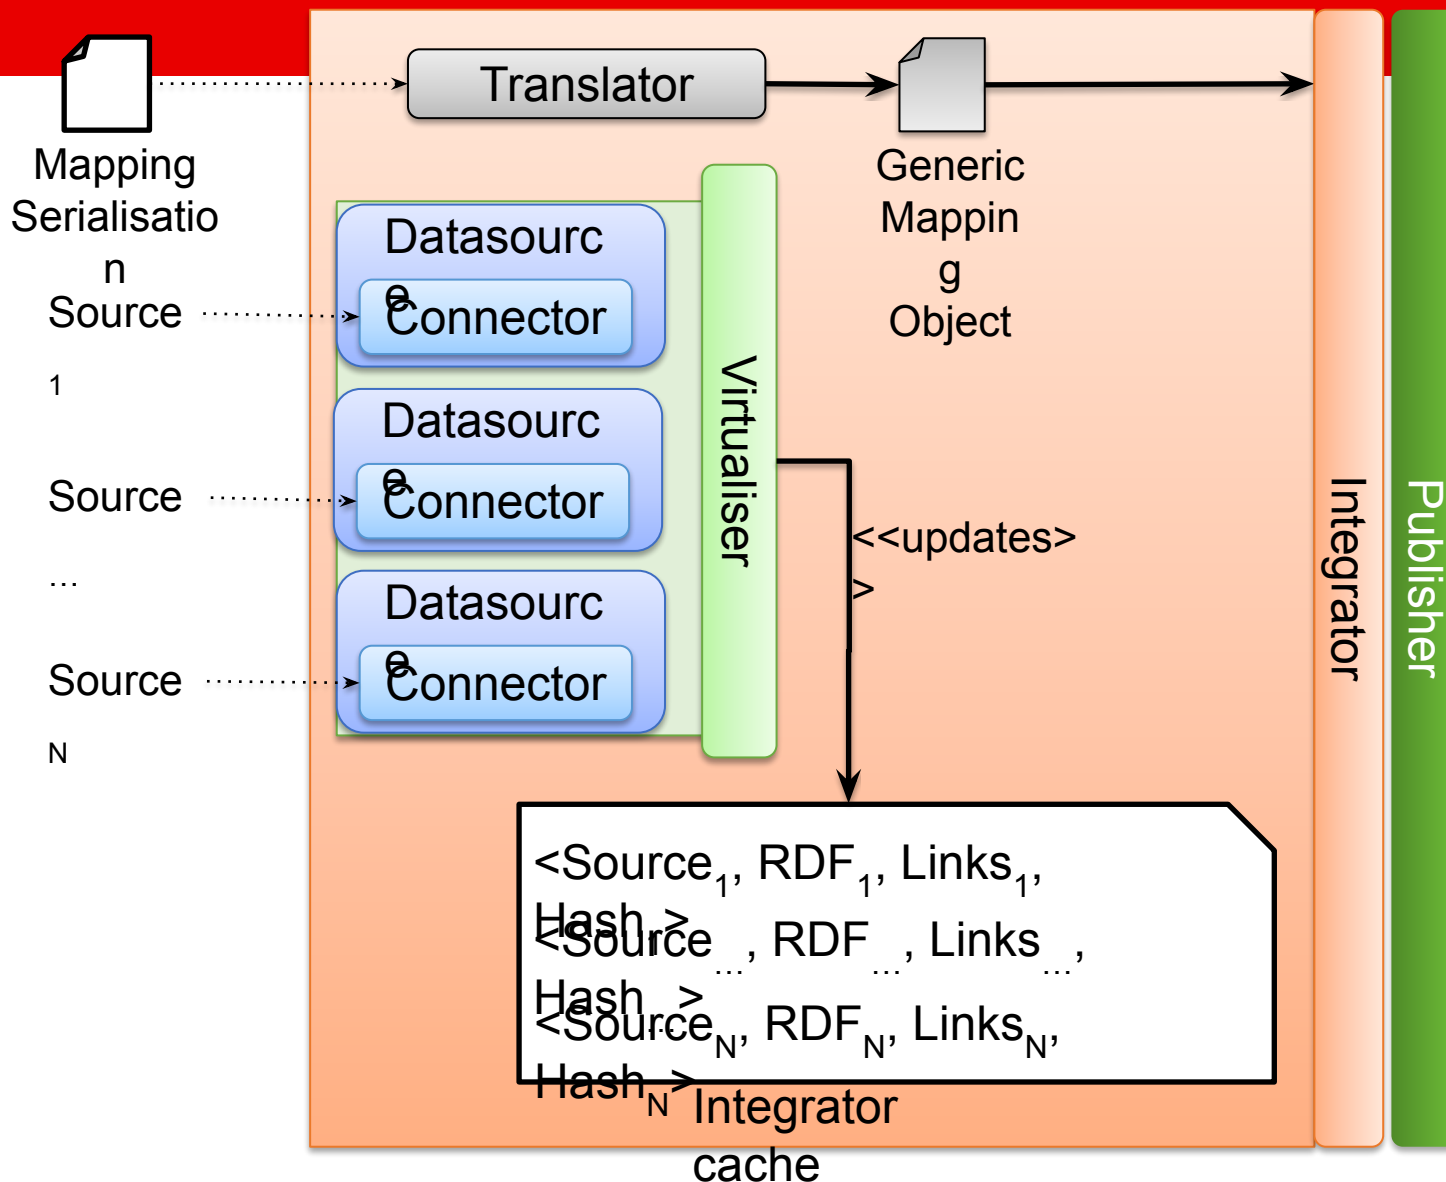 Translator
Mapping
Serialisatio
n
Generic
Mappin
g
Object
Datasourc
e
Connector
Source
1
Datasourc
e
Connector
Source
...
Datasourc
e
Connector
Source
N
Virtualiser
<<updates>
>
Integrator
Publisher
<Source1, RDF1, Links1,
Hash1>
<Source..., RDF..., Links...,
Hash...>
<SourceN, RDFN, LinksN,
HashN>
Integrator
cache